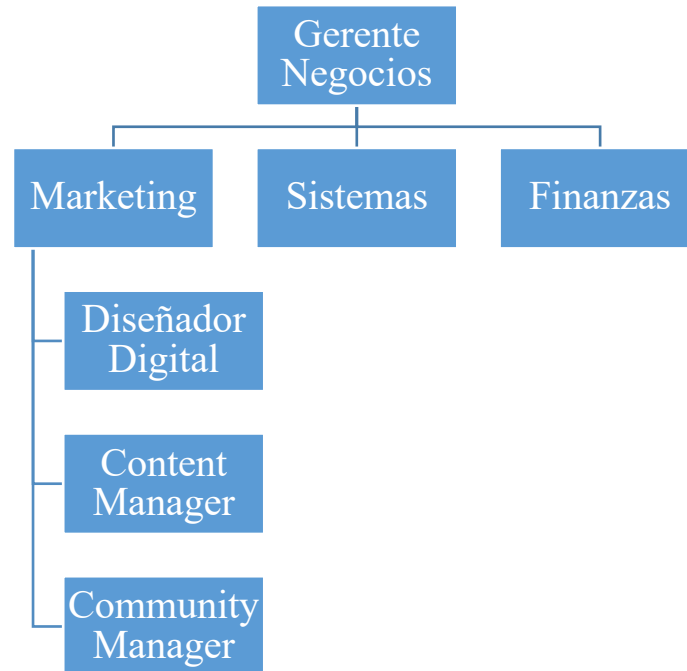 Gerente
Negocios
Marketing
Sistemas
Finanzas
Diseñador
Digital
Content
Manager
Community
Manager